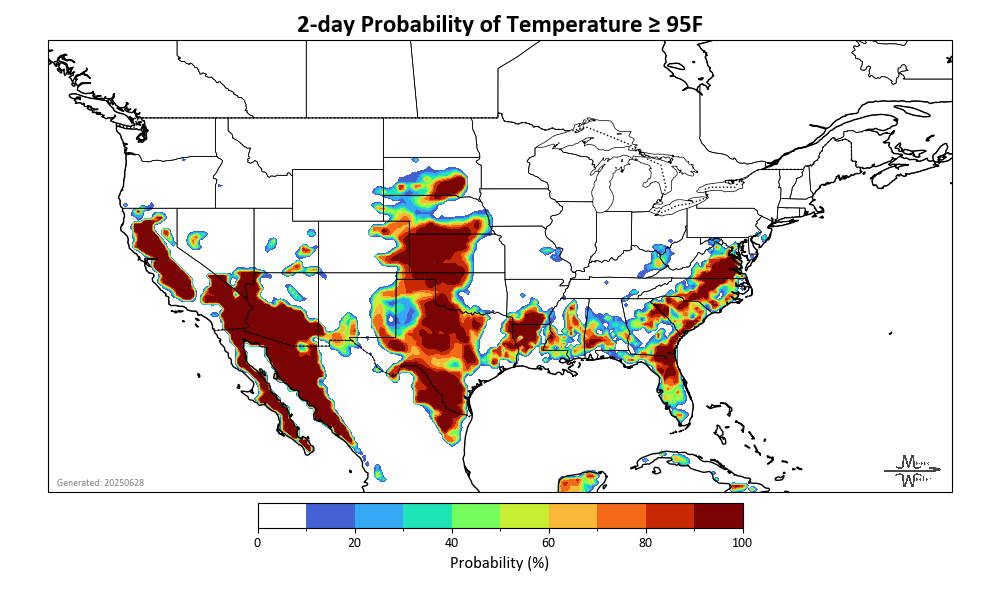 2-day Probability of Temperature ≥ 95F
Generated: 20250628
0 20 40 60 80 100
Probability (%)